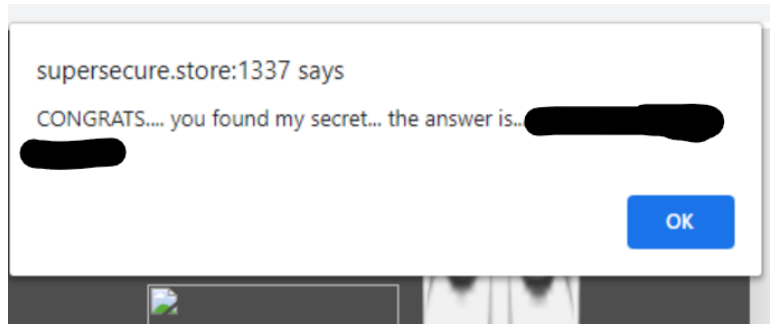 supersecure.store:1337 says
CONGRATS.... you found my secret... the answer is..
OK